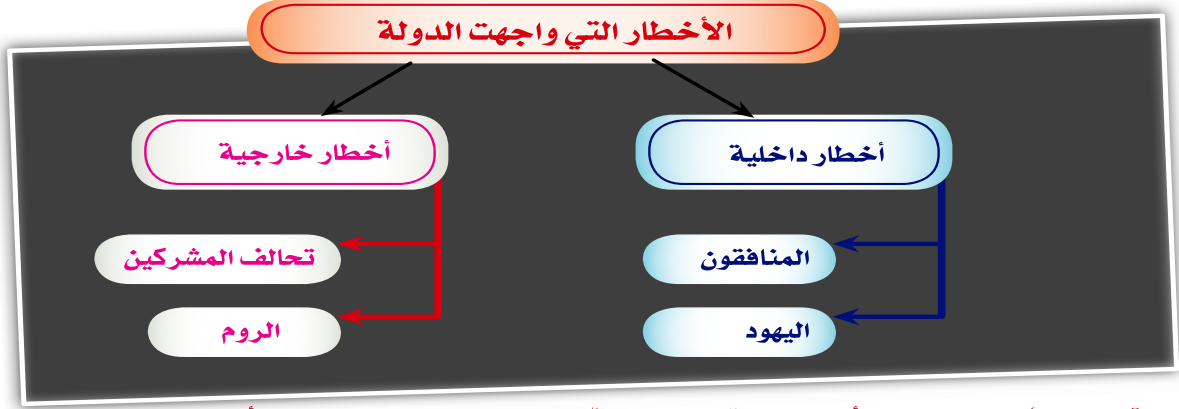 الأخطار التي واجهت الدولة
أخطار داخلية
المنافقون
اليهود
أخطار خارجية
تحالف المشركين
الروم